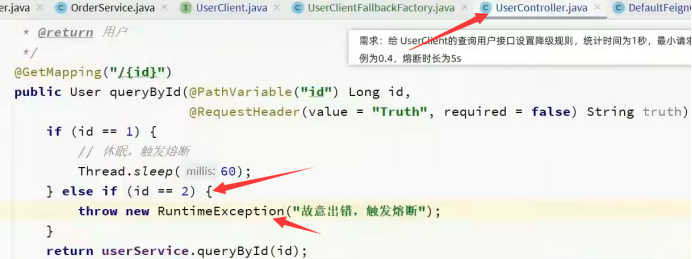 er.java OrderService.java UserClient.java UserClientFallbackFactory.java UserController.java DefaultFeign
* @return 用户
*/
需求：给 UserClient的查询用户接口设置降级规则，统计时间为1秒，最小请求
例为0.4，熔断时长为5s
@GetMapping("/{id}")
public User queryById(@PathVariable("id") Long id,
@RequestHeader(value = "Truth", required = false) String truth)
if (id == 1) {
// 休眠，触发熔断
Thread.sleep( millis: 60);
} else if (id == 2) {
throw new RuntimeException("故意出错，触发熔断");
}
return userService.queryById(id);